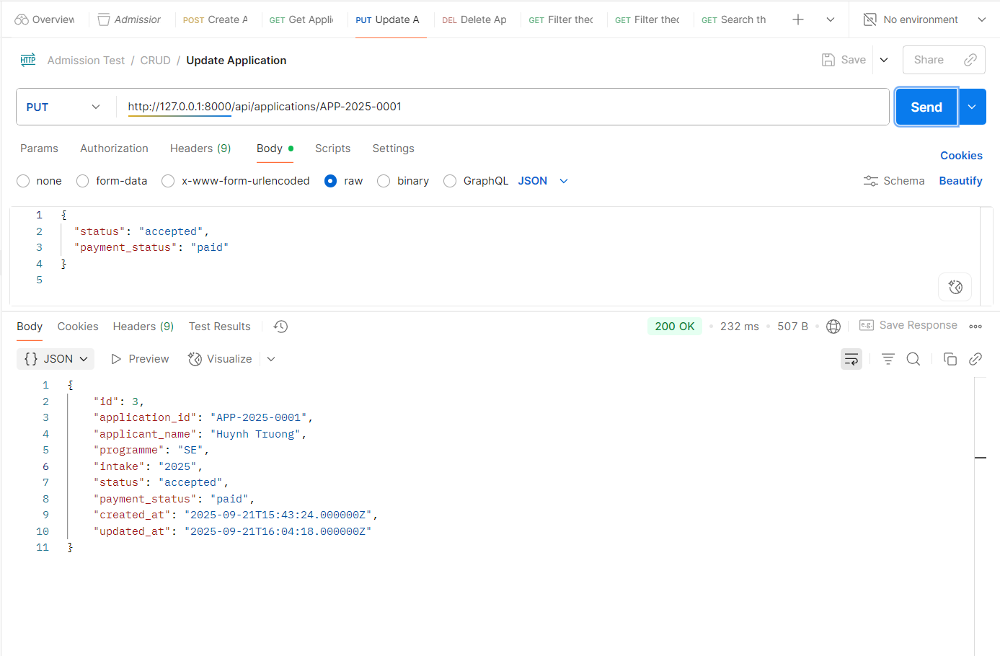 Overview Admission POST Create A GET Get Appli PUT Update A DEL Delete Ap GET Filter the GET Filter the GET Search th No environment
HTTP Admission Test / CRUD / Update Application Save Share
PUT http://127.0.0.1:8000/api/applications/APP-2025-0001 Send
Params Authorization Headers (9) Body Scripts Settings Cookies
none form-data x-www-form-urlencoded raw binary GraphQL JSON Schema Beautify
1 {
2 "status": "accepted",
3 "payment_status": "paid"
4 }
5
Body Cookies Headers (9) Test Results 200 OK 232 ms 507 B e.g. Save Response
{} JSON Preview Visualize
1 {
2 "id": 3,
3 "application_id": "APP-2025-0001",
4 "applicant_name": "Huynh Truong",
5 "programme": "SE",
6 "intake": "2025",
7 "status": "accepted",
8 "payment_status": "paid",
9 "created_at": "2025-09-21T15:43:24.000000Z",
10 "updated_at": "2025-09-21T16:04:18.000000Z"
11 }